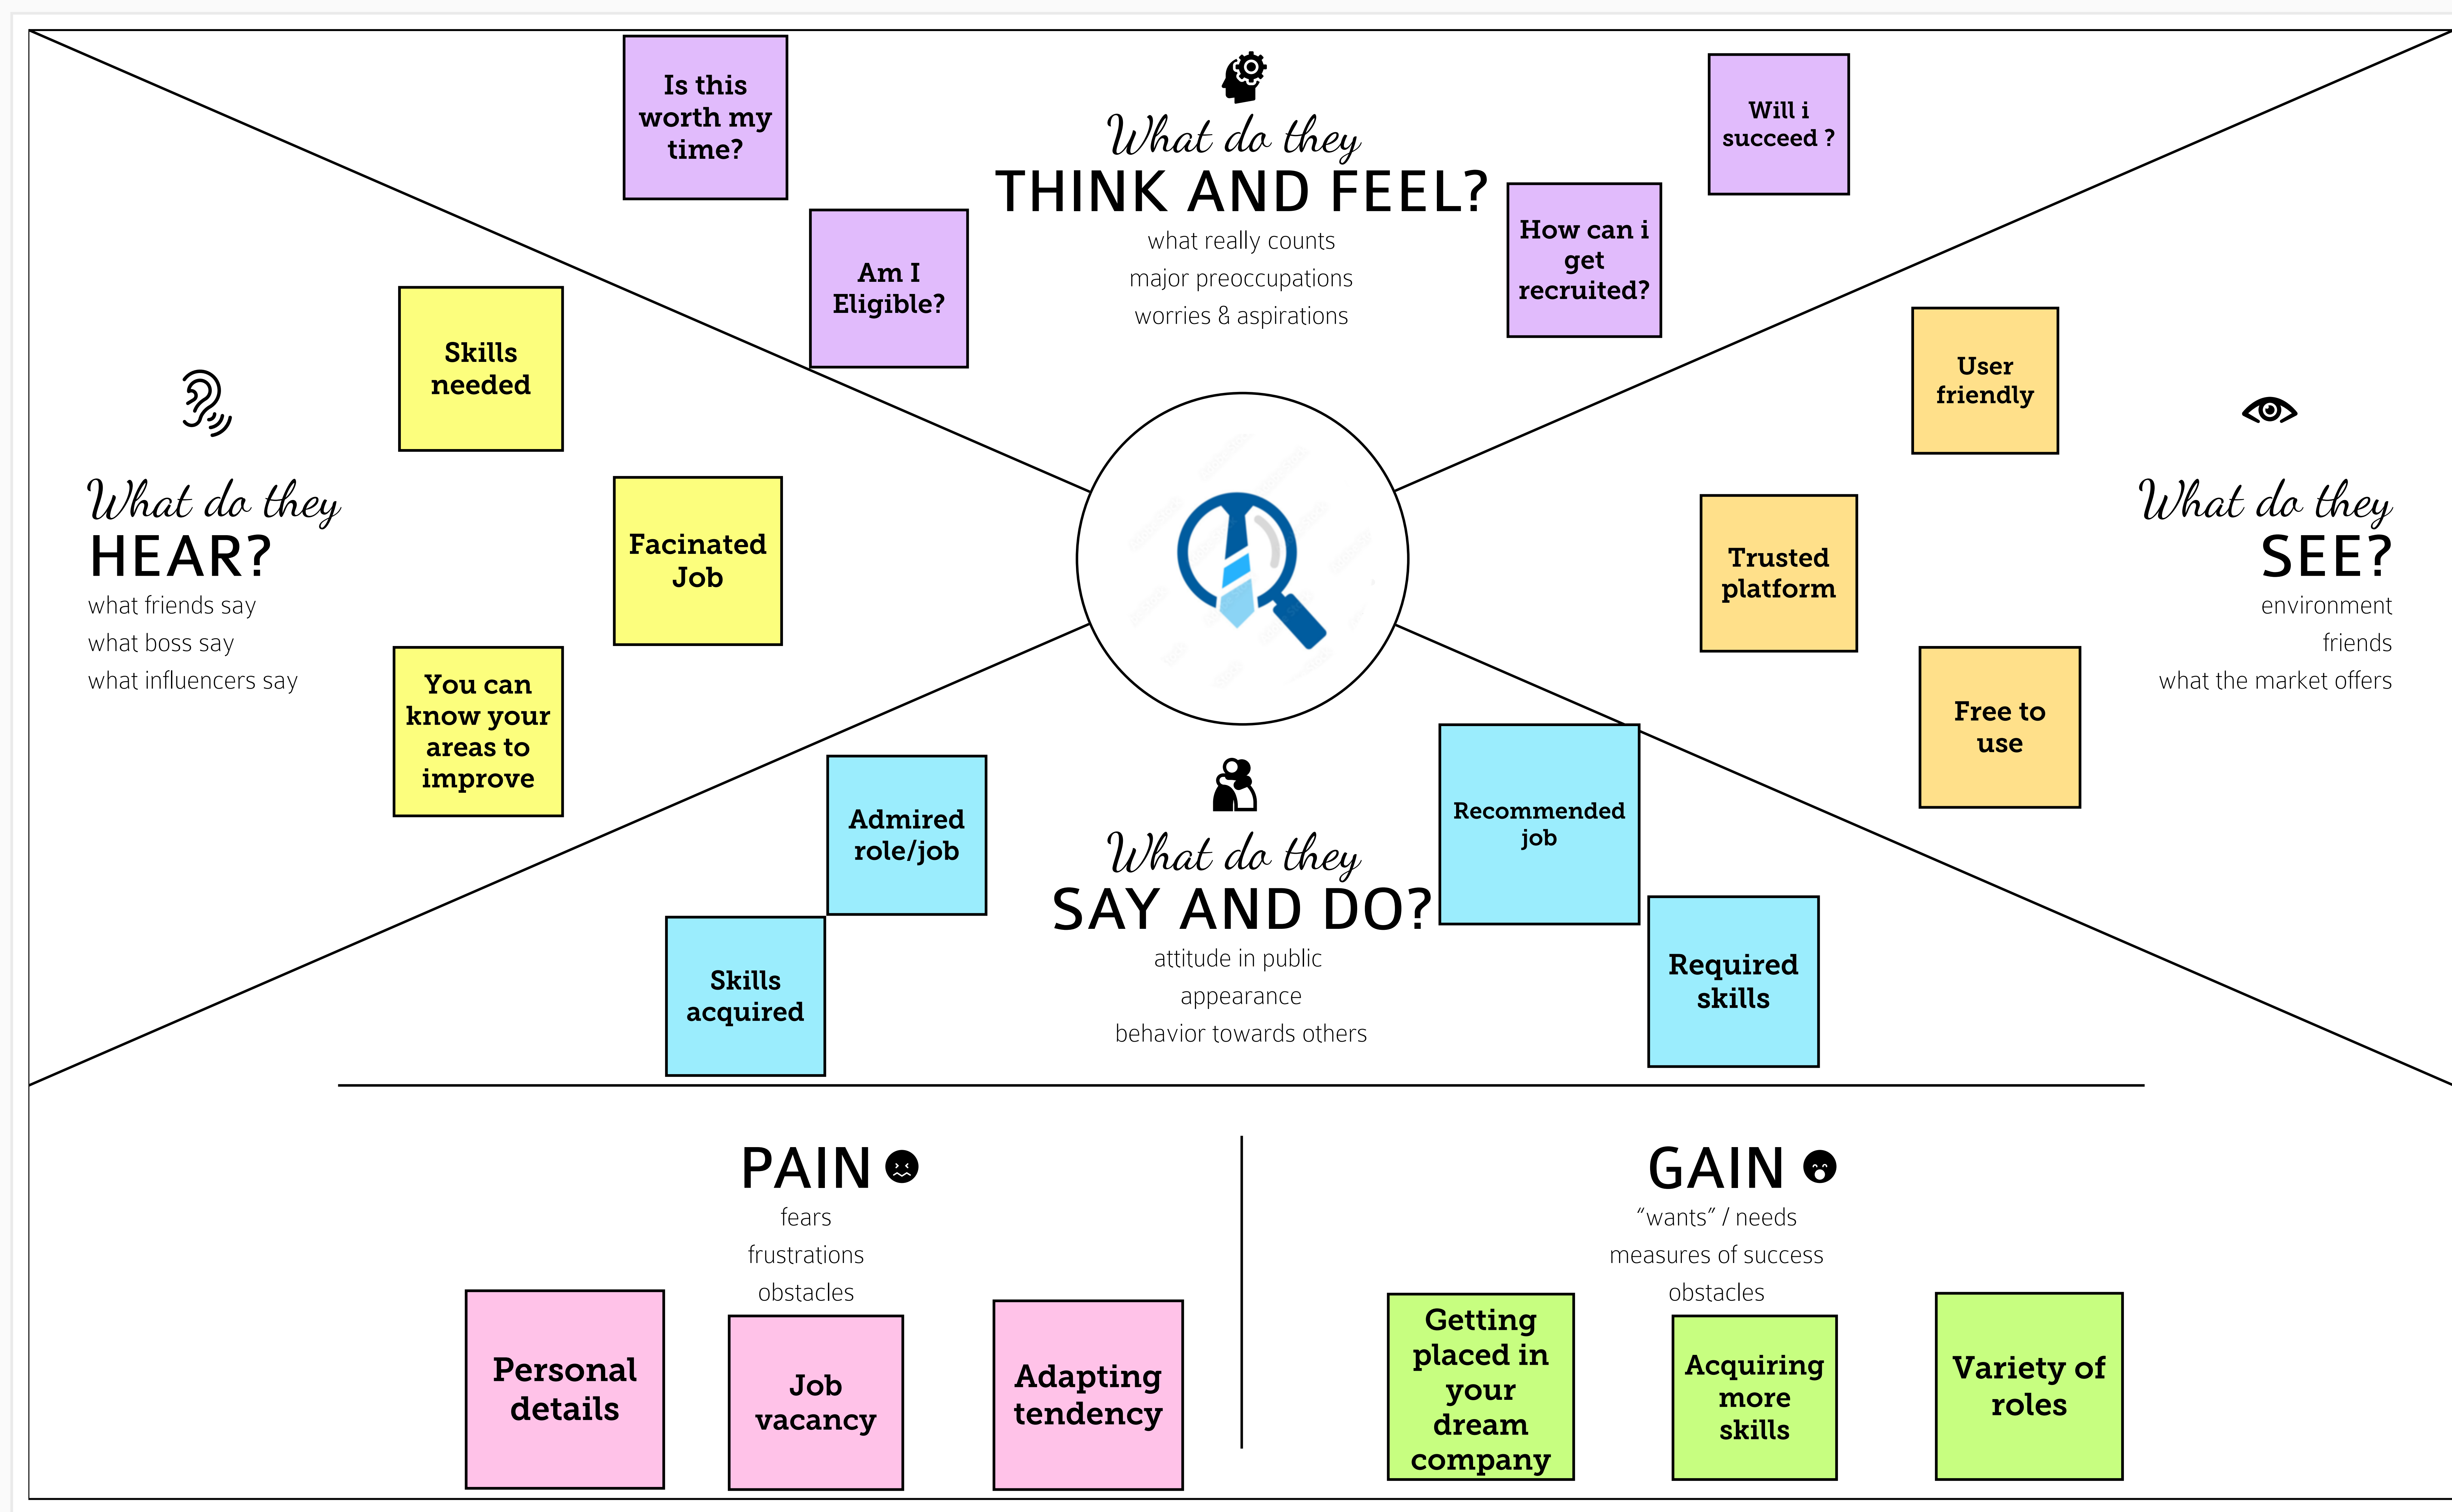 Is this
worth my
time?
Am I
Eligible?
What do they
THINK AND FEEL?
what really counts
major preoccupations
worries & aspirations
Will i
succeed ?
How can i
get
recruited?
Skills
needed
Facinated
Job
You can
know your
areas to
improve
What do they
HEAR?
what friends say
what boss say
what influencers say
User
friendly
Trusted
platform
Free to
use
What do they
SEE?
environment
friends
what the market offers
Admired
role/job
Skills
acquired
What do they
SAY AND DO?
attitude in public
appearance
behavior towards others
Recommended
job
Required
skills
PAIN
fears
frustrations
obstacles
Personal
details
Job
vacancy
Adapting
tendency
GAIN
“wants” / needs
measures of success
obstacles
Getting
placed in
your
dream
company
Acquiring
more
skills
Variety of
roles